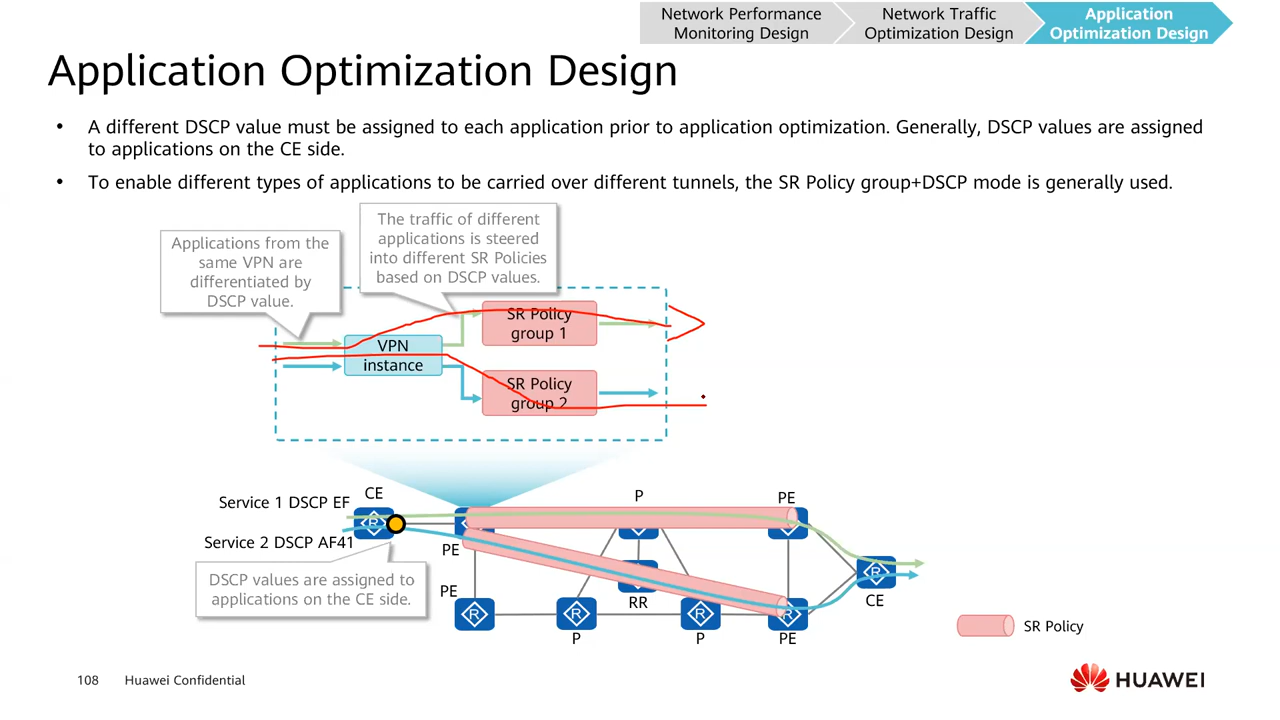 Network Performance
Monitoring Design
Network Traffic
Optimization Design
Application
Optimization Design
Application Optimization Design
• A different DSCP value must be assigned to each application prior to application optimization. Generally, DSCP values are assigned
to applications on the CE side.
• To enable different types of applications to be carried over different tunnels, the SR Policy group+DSCP mode is generally used.
Applications from the
same VPN are
differentiated by
DSCP value.
The traffic of different
applications is steered
into different SR Policies
based on DSCP values.
VPN
instance
SR Policy
group 1
SR Policy
group 2
Service 1 DSCP EF
CE
R
Service 2 DSCP AF41
DSCP values are assigned to
applications on the CE side.
PE
P
PE
RR
PE
R
R
P
R
P
R
PE
R
CE
SR Policy
108
Huawei Confidential
HUAWEI